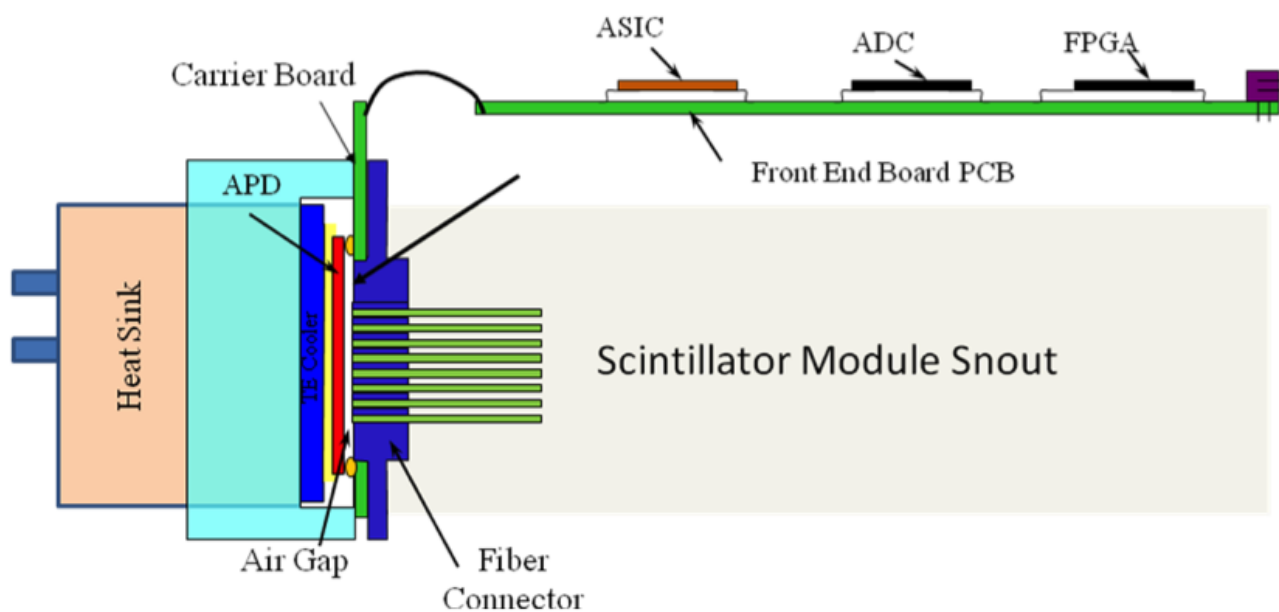 ASIC
ADC
FPGA
Carrier Board
APD
Front End Board PCB
Heat Sink
TE Cooler
Scintillator Module Snout
Air Gap
Fiber
Connector